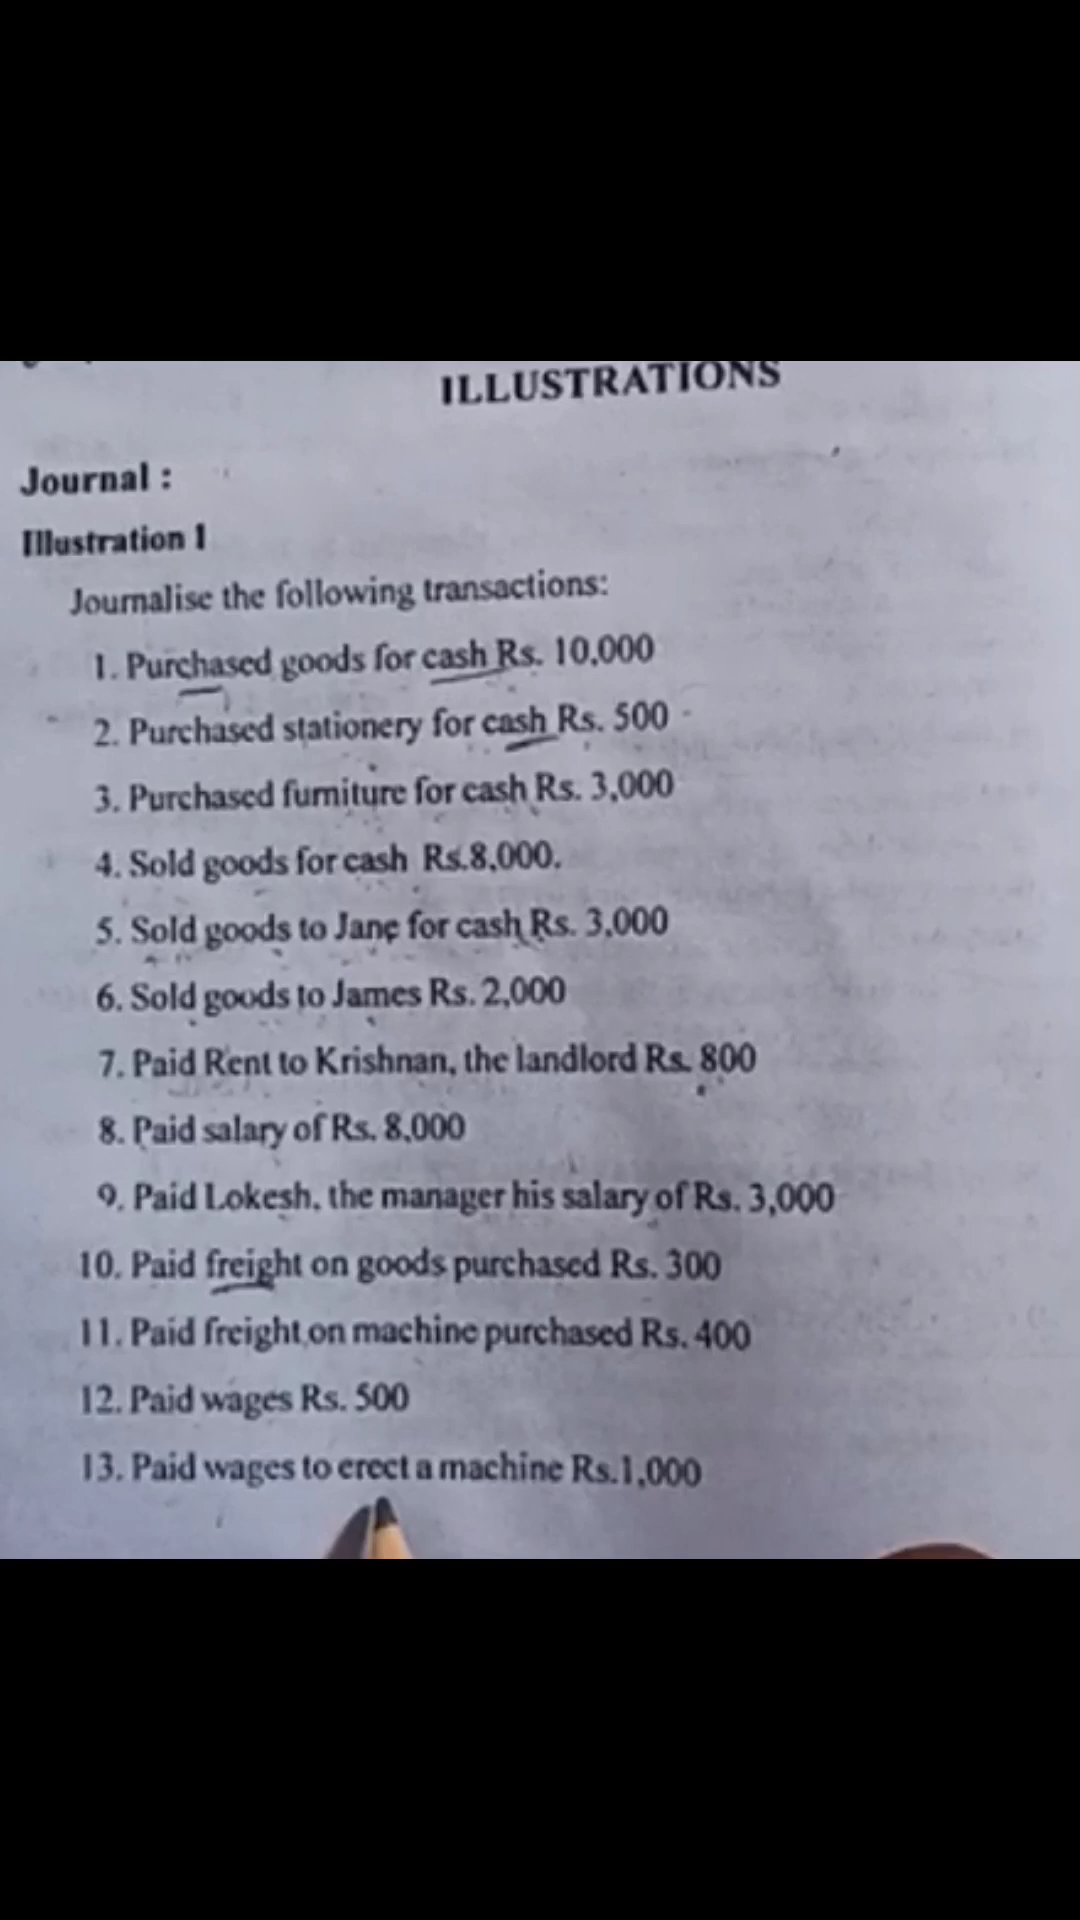 ILLUSTRATIONS
Journal :
Illustration 1
Journalise the following transactions:
1. Purchased goods for cash Rs. 10,000
2. Purchased stationery for cash Rs. 500
3. Purchased furniture for cash Rs. 3,000
4. Sold goods for cash Rs.8,000.
5. Sold goods to Jane for cash Rs. 3,000
6. Sold goods to James Rs. 2,000
7. Paid Rent to Krishnan, the landlord Rs. 800
8. Paid salary of Rs. 8,000
9. Paid Lokesh, the manager his salary of Rs. 3,000
10. Paid freight on goods purchased Rs. 300
11. Paid freight on machine purchased Rs. 400
12. Paid wages Rs. 500
13. Paid wages to erect a machine Rs.1,000